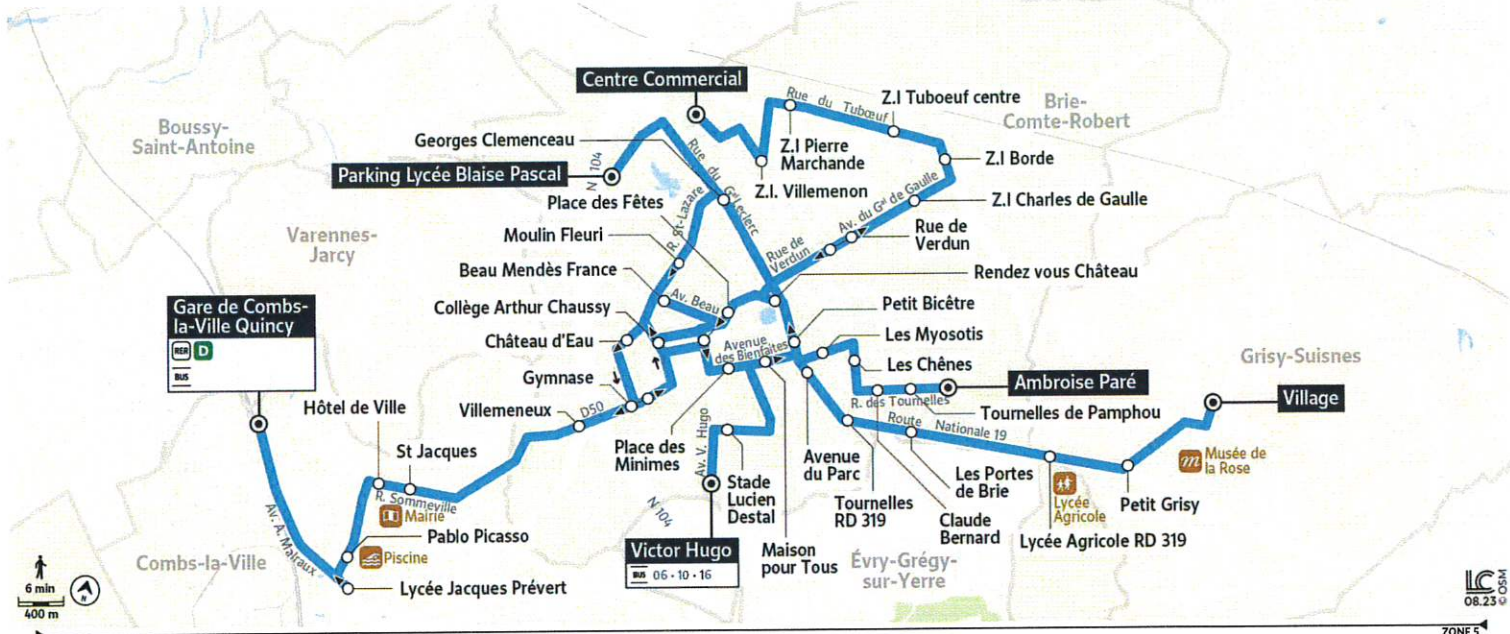 Centre Commercial
Rue du Tubœuf
Z.I Tuboeuf centre
Brie-
Comte-Robert
Boussy-
Saint-Antoine
Georges Clemenceau
Z.I Pierre
Marchande
Z.I Borde
Parking Lycée Blaise Pascal
N 104
Rue du Gal Leclerc
Z.I. Villemenon
Place des Fêtes
R. St-Lazare
Av. du Gal de Gaulle
Z.I Charles de Gaulle
Varennes-
Jarcy
Moulin Fleuri
Rue de
Verdun
Rue de
Verdun
Beau Mendès France
Av. Beau
Rendez vous Château
Gare de Combs-
la-Ville Quincy
RER D
BUS
Collège Arthur Chaussy
Petit Bicêtre
Château d'Eau
Avenue
des Bienfaites
Les Myosotis
Les Chênes
Grisy-Suisnes
Gymnase
Ambroise Paré
Hôtel de Ville
Villemeneux
D50
R. des Tournelles
Tournelles de Pamphou
Village
St Jacques
Av. V. Hugo
Route Nationale 19
Place des
Minimes
Avenue
du Parc
Les Portes
de Brie
Musée de
la Rose
R. Sommeville
Mairie
Stade
Lucien
Destal
Tournelles
RD 319
Claude
Bernard
Lycée
Agricole
Petit Grisy
N 104
Pablo Picasso
Piscine
Av. A. Malraux
Victor Hugo
BUS 06 • 10 • 16
Maison
pour Tous
Lycée Agricole RD 319
Combs-la-Ville
Évry-Grégy-
sur-Yerre
Lycée Jacques Prévert
6 min
400 m
LC
08.23
© OSM
ZONE 5